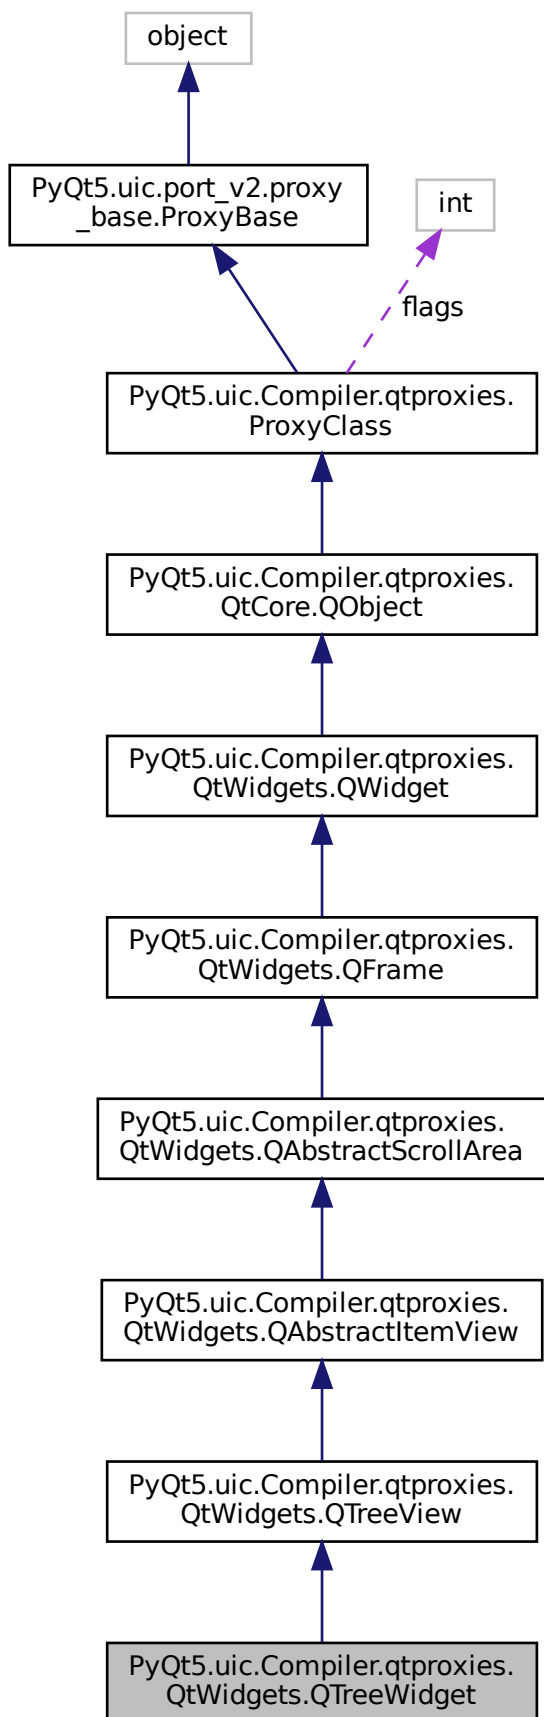 object
PyQt5.uic.port_v2.proxy
_base.ProxyBase
int
flags
PyQt5.uic.Compiler.qtproxies.
ProxyClass
PyQt5.uic.Compiler.qtproxies.
QtCore.QObject
PyQt5.uic.Compiler.qtproxies.
QtWidgets.QWidget
PyQt5.uic.Compiler.qtproxies.
QtWidgets.QFrame
PyQt5.uic.Compiler.qtproxies.
QtWidgets.QAbstractScrollArea
PyQt5.uic.Compiler.qtproxies.
QtWidgets.QAbstractItemView
PyQt5.uic.Compiler.qtproxies.
QtWidgets.QTreeView
PyQt5.uic.Compiler.qtproxies.
QtWidgets.QTreeWidget